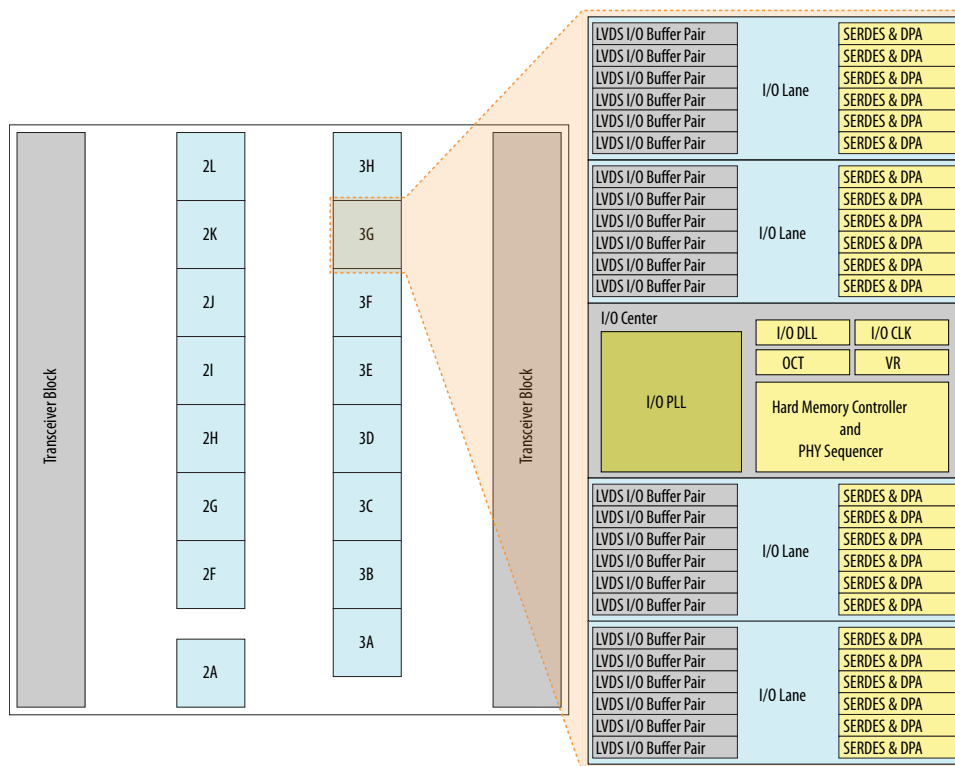 Transceiver Block
2L
2K
2J
2I
2H
2G
2F
2A
3H
3G
3F
3E
3D
3C
3B
3A
Transceiver Block
LVDS I/O Buffer Pair
LVDS I/O Buffer Pair
LVDS I/O Buffer Pair
LVDS I/O Buffer Pair
LVDS I/O Buffer Pair
LVDS I/O Buffer Pair
I/O Lane
SERDES & DPA
SERDES & DPA
SERDES & DPA
SERDES & DPA
SERDES & DPA
SERDES & DPA
LVDS I/O Buffer Pair
LVDS I/O Buffer Pair
LVDS I/O Buffer Pair
LVDS I/O Buffer Pair
LVDS I/O Buffer Pair
LVDS I/O Buffer Pair
I/O Lane
SERDES & DPA
SERDES & DPA
SERDES & DPA
SERDES & DPA
SERDES & DPA
SERDES & DPA
I/O Center
I/O PLL
I/O DLL
I/O CLK
OCT
VR
Hard Memory Controller
and
PHY Sequencer
LVDS I/O Buffer Pair
LVDS I/O Buffer Pair
LVDS I/O Buffer Pair
LVDS I/O Buffer Pair
LVDS I/O Buffer Pair
LVDS I/O Buffer Pair
I/O Lane
SERDES & DPA
SERDES & DPA
SERDES & DPA
SERDES & DPA
SERDES & DPA
SERDES & DPA
LVDS I/O Buffer Pair
LVDS I/O Buffer Pair
LVDS I/O Buffer Pair
LVDS I/O Buffer Pair
LVDS I/O Buffer Pair
LVDS I/O Buffer Pair
I/O Lane
SERDES & DPA
SERDES & DPA
SERDES & DPA
SERDES & DPA
SERDES & DPA
SERDES & DPA